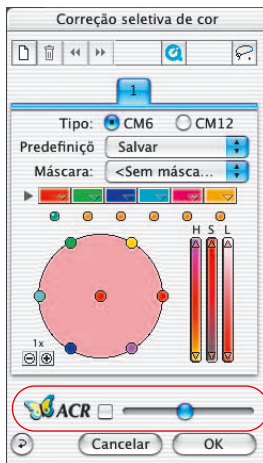 Correção seletiva de cor
1
Tipo: CM6 CM12
Predefiniçõ Salvar
Máscara: <Sem másca...
H S L
1x
ACR
Cancelar OK